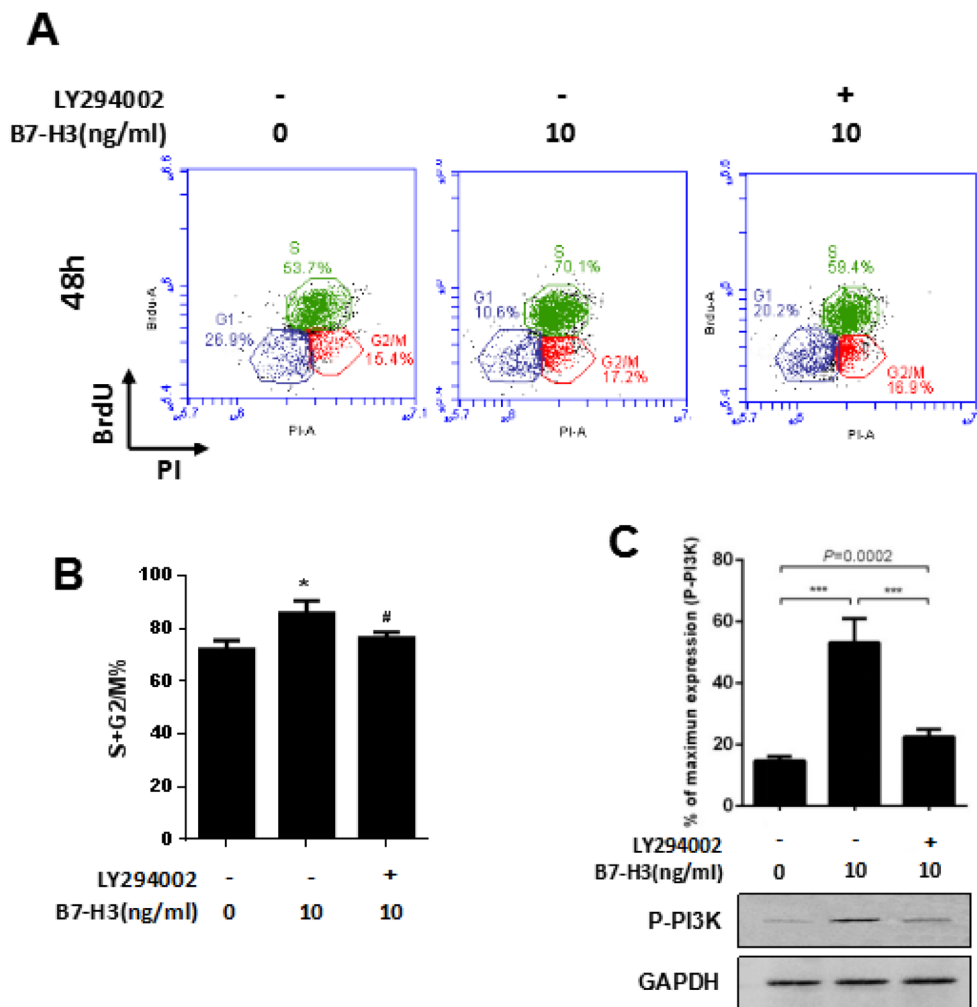 A
LY294002 - - +
B7-H3(ng/ml) 0 10 10
48h
S
53.7%
G1
26.9%
G2/M
15.4%
Brdu-A
PI-A
S
70.1%
G1
10.6%
G2/M
17.2%
PI-A
S
59.4%
G1
20.2%
G2/M
16.9%
Brdu-A
PI-A
BrdU
PI
B
S+G2/M%
100
80
60
40
20
0
*
#
LY294002 - - +
B7-H3(ng/ml) 0 10 10
C
% of maximun expression (P-PI3K)
80
60
40
20
0
P=0.0002
*** ***
LY294002 - - +
B7-H3(ng/ml) 0 10 10
P-PI3K
GAPDH